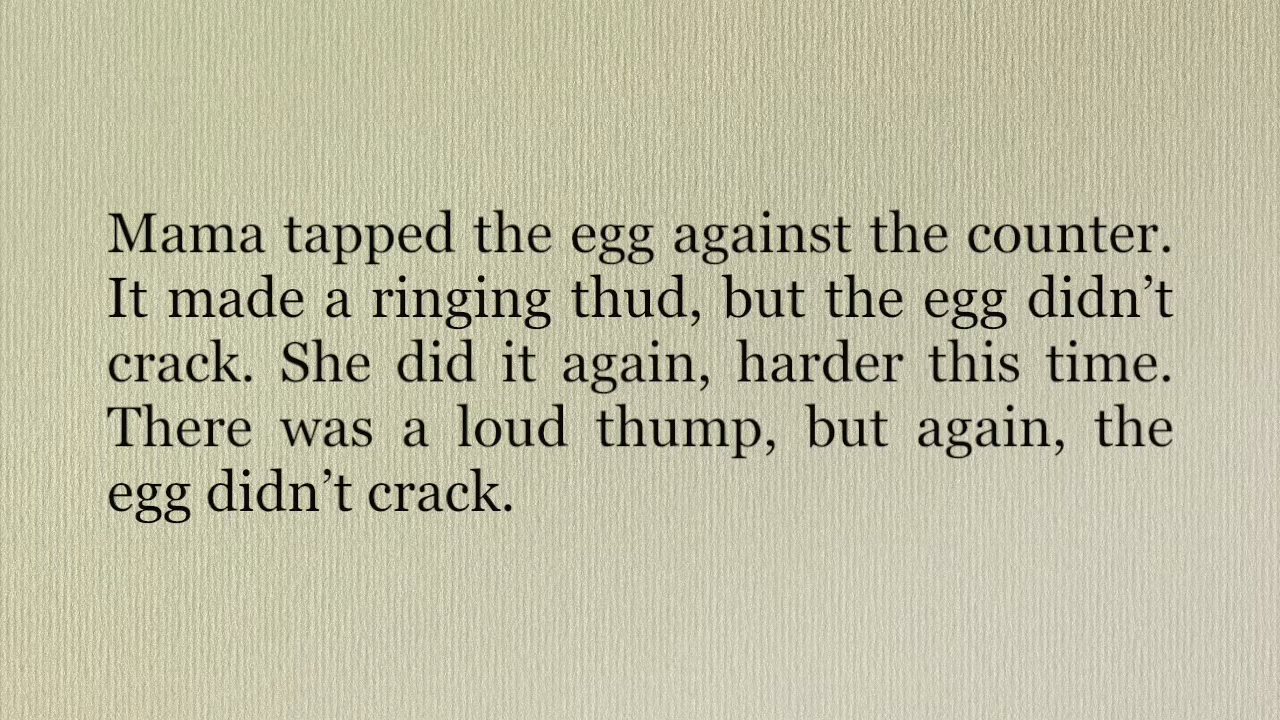 Mama tapped the egg against the counter.
It made a ringing thud, but the egg didn’t
crack. She did it again, harder this time.
There was a loud thump, but again, the
egg didn’t crack.